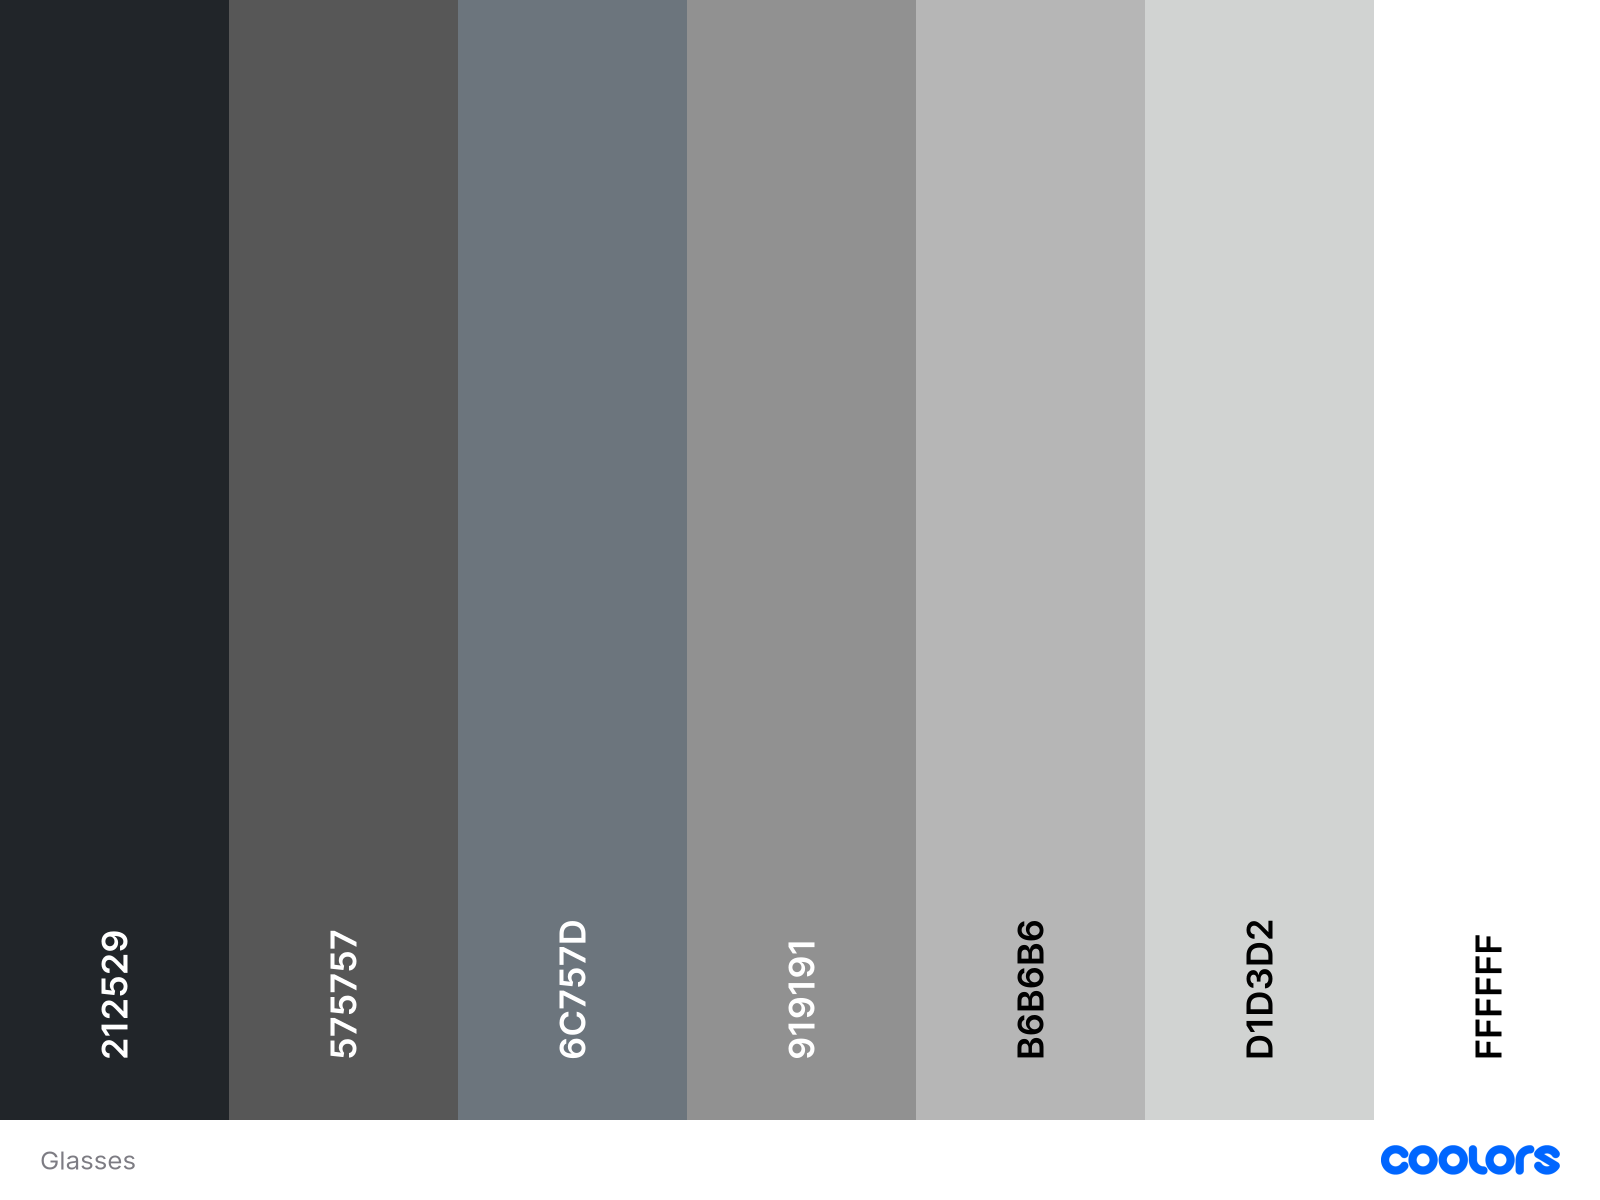 212529
575757
6C757D
919191
B6B6B6
D1D3D2
FFFFFF
Glasses
coolors